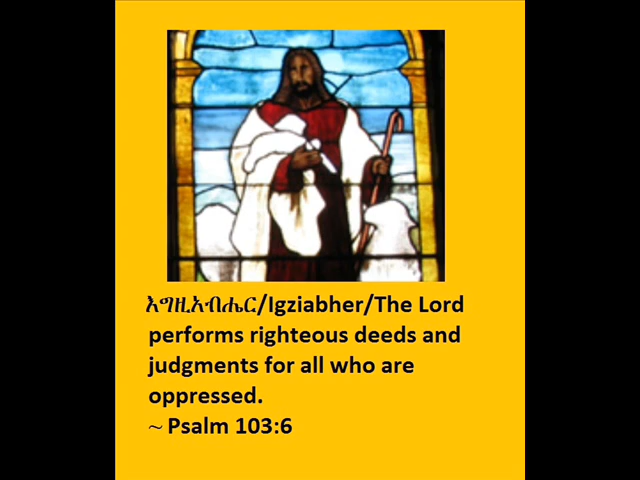 እግዚአብሔር/Igziabher/The Lord
performs righteous deeds and
judgments for all who are
oppressed.
~ Psalm 103:6